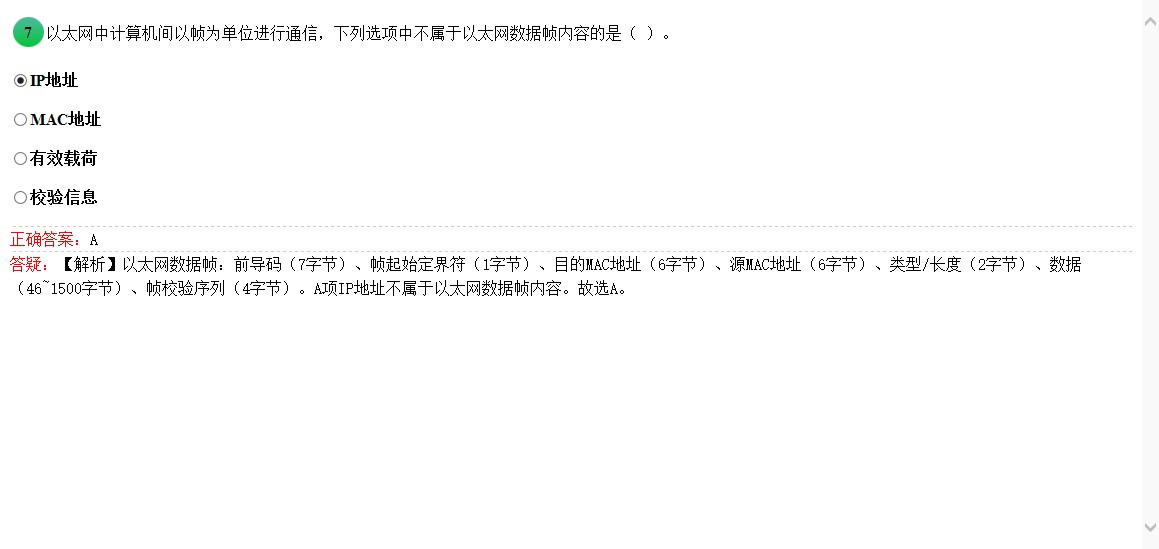 7 以太网中计算机间以帧为单位进行通信，下列选项中不属于以太网数据帧内容的是（ ）。
IP地址
MAC地址
有效载荷
校验信息
正确答案：A
答疑：【解析】以太网数据帧：前导码（7字节）、帧起始定界符（1字节）、目的MAC地址（6字节）、源MAC地址（6字节）、类型/长度（2字节）、数据
（46~1500字节）、帧校验序列（4字节）。A项IP地址不属于以太网数据帧内容。故选A。